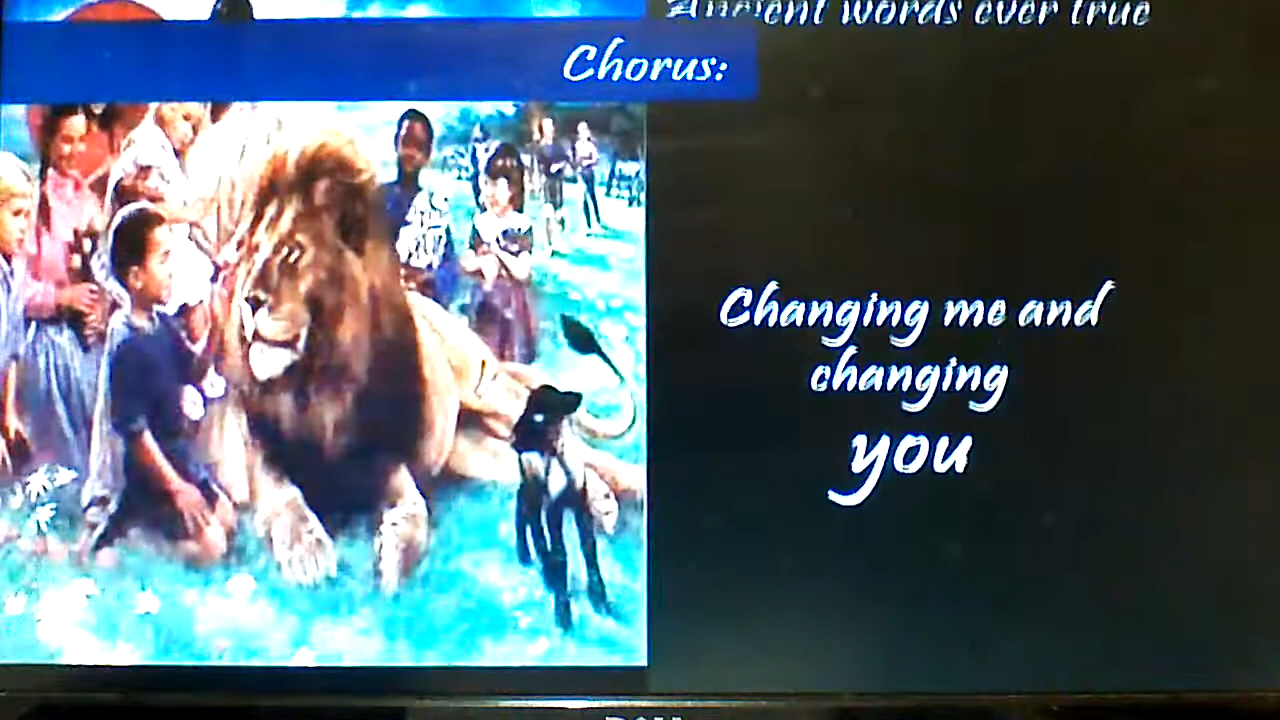 Ancient words ever true
Chorus:
Changing me and
changing
you